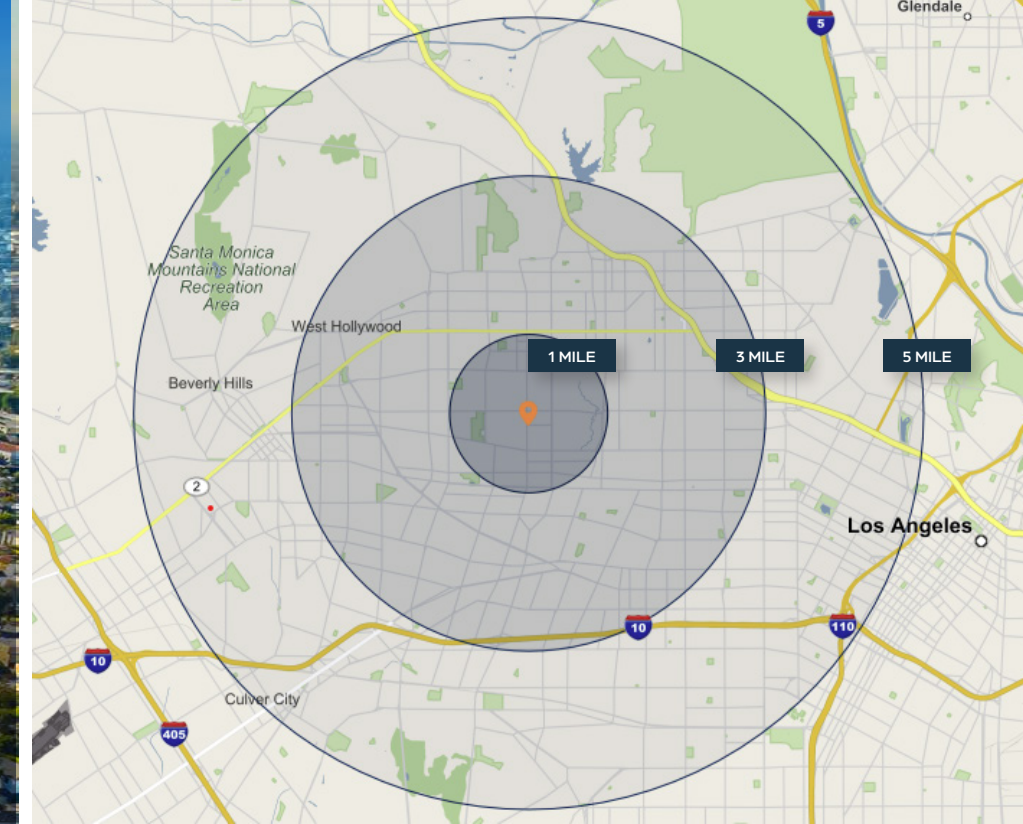 Glendale
5
Santa Monica
Mountains National
Recreation
Area
West Hollywood
1 MILE
3 MILE
5 MILE
Beverly Hills
2
Los Angeles
10
110
10
Culver City
405